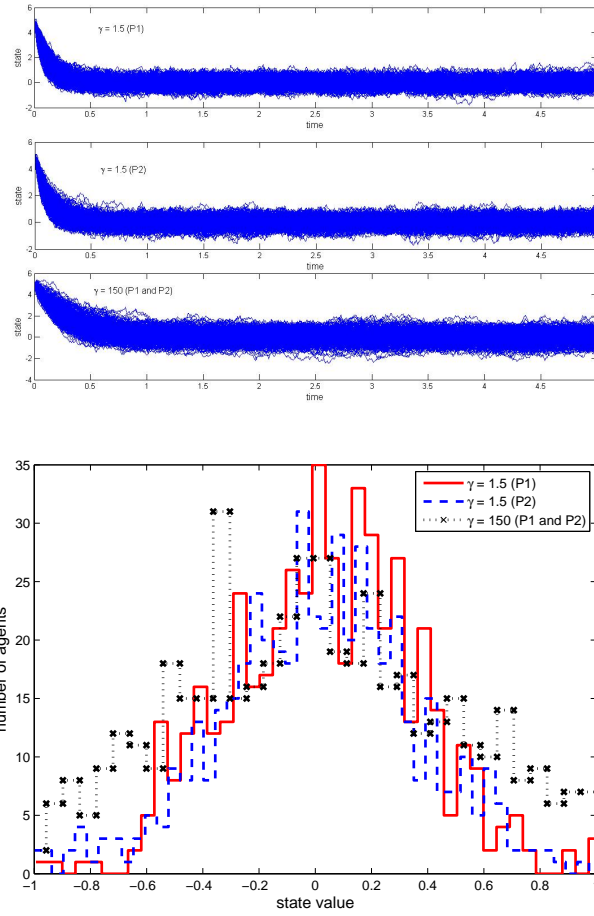 6
4
2
0
-2
state
γ = 1.5 (P1)
0 0.5 1 1.5 2 2.5 3 3.5 4 4.5
time
6
4
2
0
-2
state
γ = 1.5 (P2)
0 0.5 1 1.5 2 2.5 3 3.5 4 4.5
time
6
4
2
0
-2
-4
state
γ = 150 (P1 and P2)
0 0.5 1 1.5 2 2.5 3 3.5 4 4.5
time
35
30
25
20
15
10
5
0
number of agents
γ = 1.5 (P1)
γ = 1.5 (P2)
γ = 150 (P1 and P2)
−1 −0.8 −0.6 −0.4 −0.2 0 0.2 0.4 0.6 0.8
state value